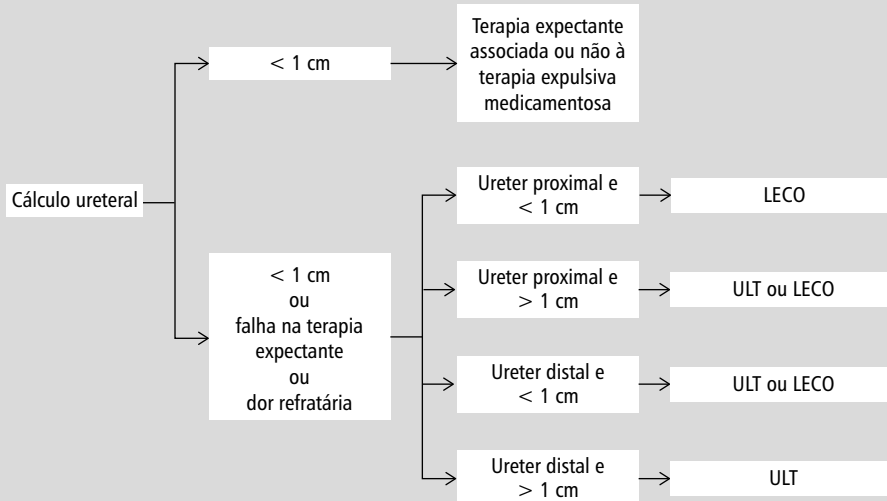 Cálculo ureteral
< 1 cm
Terapia expectante
associada ou não à
terapia expulsiva
medicamentosa
< 1 cm
ou
falha na terapia
expectante
ou
dor refratária
Ureter proximal e
< 1 cm
LECO
Ureter proximal e
> 1 cm
ULT ou LECO
Ureter distal e
< 1 cm
ULT ou LECO
Ureter distal e
> 1 cm
ULT